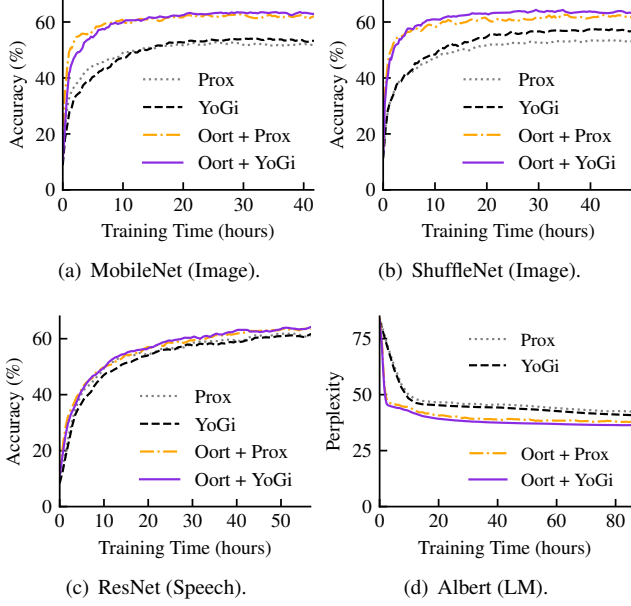 Accuracy (%)
60
40
20
0
Prox
YoGi
Oort + Prox
Oort + YoGi
0 10 20 30 40
Training Time (hours)
(a) MobileNet (Image).
Accuracy (%)
60
40
20
0
Prox
YoGi
Oort + Prox
Oort + YoGi
0 10 20 30 40
Training Time (hours)
(b) ShuffleNet (Image).
Accuracy (%)
60
40
20
0
Prox
YoGi
Oort + Prox
Oort + YoGi
0 10 20 30 40 50
Training Time (hours)
(c) ResNet (Speech).
Perplexity
75
50
25
0
Prox
YoGi
Oort + Prox
Oort + YoGi
0 20 40 60 80
Training Time (hours)
(d) Albert (LM).